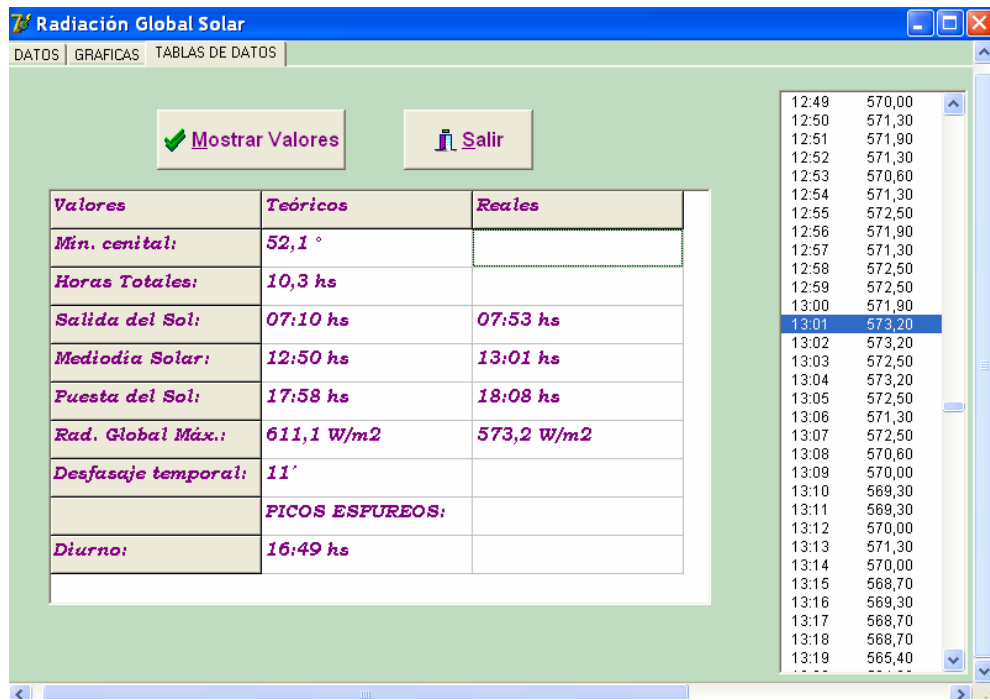 Radiación Global Solar
DATOS GRAFICAS TABLAS DE DATOS
Mostrar Valores Salir
Valores Teóricos Reales
Min. cenital: 52,1 °
Horas Totales: 10,3 hs
Salida del Sol: 07:10 hs 07:53 hs
Mediodía Solar: 12:50 hs 13:01 hs
Puesta del Sol: 17:58 hs 18:08 hs
Rad. Global Máx.: 611,1 W/m2 573,2 W/m2
Desfasaje temporal: 11´
PICOS ESPUREOS:
Diurno: 16:49 hs
12:49 570,00
12:50 571,30
12:51 571,90
12:52 571,30
12:53 570,60
12:54 571,30
12:55 572,50
12:56 571,90
12:57 571,30
12:58 572,50
12:59 572,50
13:00 571,90
13:01 573,20
13:02 573,20
13:03 572,50
13:04 573,20
13:05 572,50
13:06 571,30
13:07 572,50
13:08 570,60
13:09 570,00
13:10 569,30
13:11 569,30
13:12 570,00
13:13 571,30
13:14 570,00
13:15 568,70
13:16 569,30
13:17 568,70
13:18 568,70
13:19 565,40